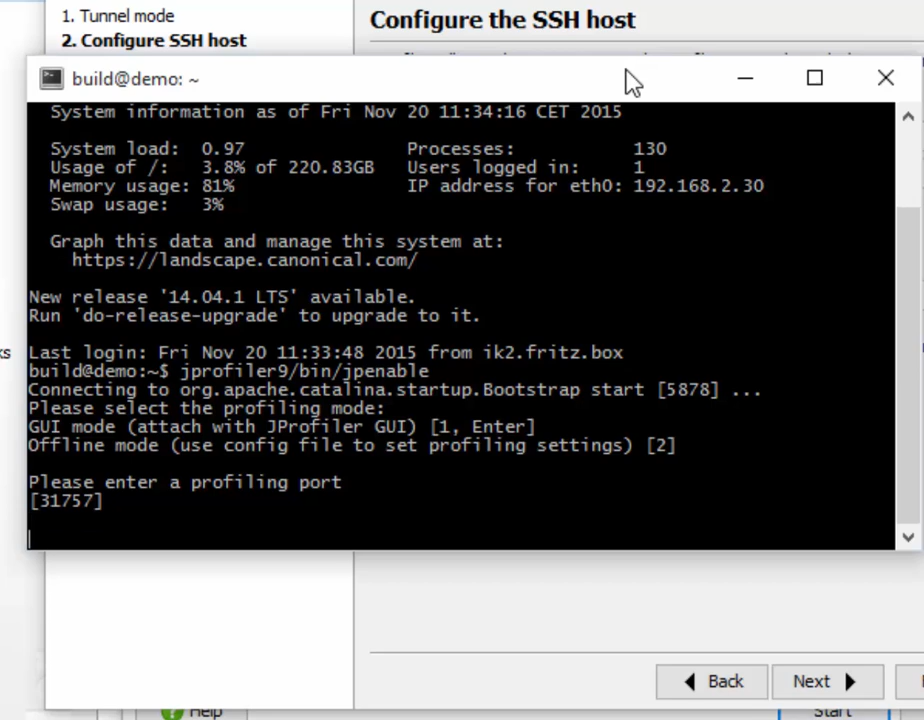 1. Tunnel mode
2. Configure SSH host
Configure the SSH host
build@demo: ~
System information as of Fri Nov 20 11:34:16 CET 2015
System load: 0.97 Processes: 130
Usage of /: 3.8% of 220.83GB Users logged in: 1
Memory usage: 81% IP address for eth0: 192.168.2.30
Swap usage: 3%
Graph this data and manage this system at:
https://landscape.canonical.com/
New release '14.04.1 LTS' available.
Run 'do-release-upgrade' to upgrade to it.
Last login: Fri Nov 20 11:33:48 2015 from ik2.fritz.box
build@demo:~$ jprofiler9/bin/jpenable
Connecting to org.apache.catalina.startup.Bootstrap start [5878] ...
Please select the profiling mode:
GUI mode (attach with JProfiler GUI) [1, Enter]
Offline mode (use config file to set profiling settings) [2]
Please enter a profiling port
[31757]
Back
Next
Help
Start